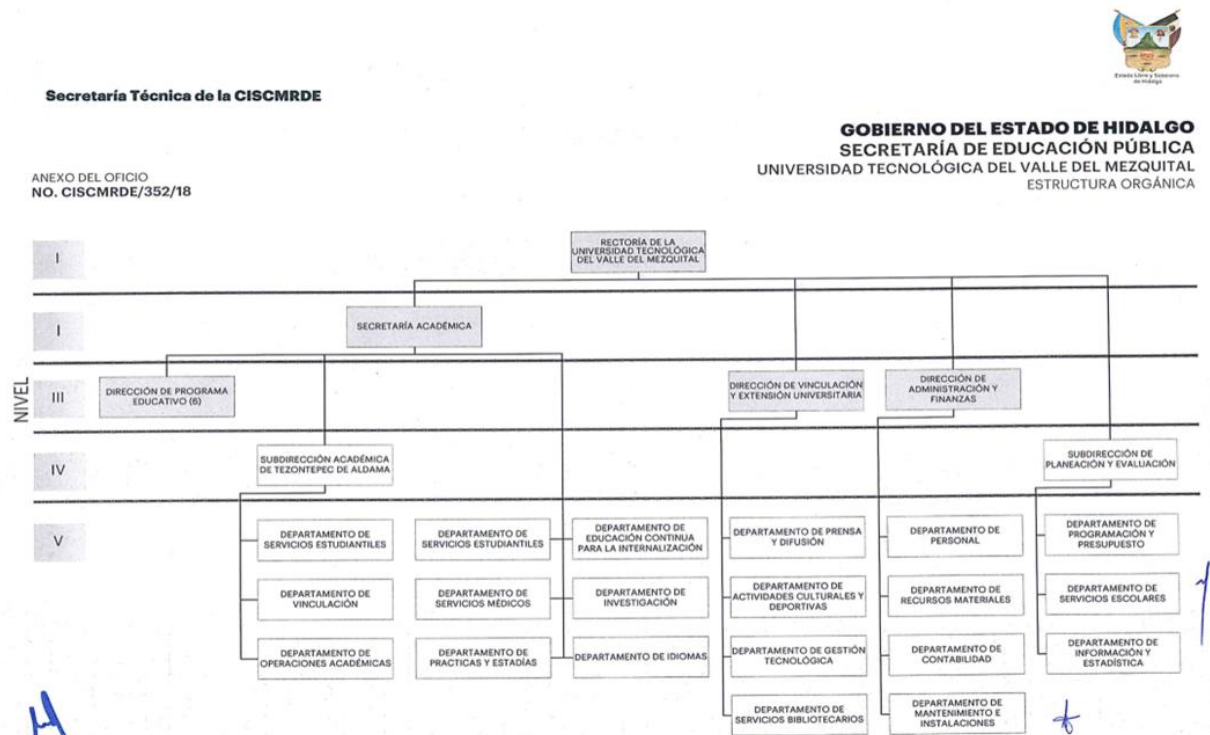 Estado Libre y Soberano
de Hidalgo
Secretaría Técnica de la CISCMRDE
GOBIERNO DEL ESTADO DE HIDALGO
SECRETARÍA DE EDUCACIÓN PÚBLICA
UNIVERSIDAD TECNOLÓGICA DEL VALLE DEL MEZQUITAL
ESTRUCTURA ORGÁNICA
ANEXO DEL OFICIO
NO. CISCMRDE/352/18
NIVEL
I
RECTORÍA DE LA
UNIVERSIDAD TECNOLÓGICA
DEL VALLE DEL MEZQUITAL
I
SECRETARÍA ACADÉMICA
III
DIRECCIÓN DE PROGRAMA
EDUCATIVO (6)
DIRECCIÓN DE VINCULACIÓN
Y EXTENSIÓN UNIVERSITARIA
DIRECCIÓN DE
ADMINISTRACIÓN Y
FINANZAS
IV
SUBDIRECCIÓN ACADÉMICA
DE TEZONTEPEC DE ALDAMA
SUBDIRECCIÓN DE
PLANEACIÓN Y EVALUACIÓN
V
DEPARTAMENTO DE
SERVICIOS ESTUDIANTILES
DEPARTAMENTO DE
SERVICIOS ESTUDIANTILES
DEPARTAMENTO DE
EDUCACIÓN CONTINUA
PARA LA INTERNALIZACIÓN
DEPARTAMENTO DE PRENSA
Y DIFUSIÓN
DEPARTAMENTO DE
PERSONAL
DEPARTAMENTO DE
PROGRAMACIÓN Y
PRESUPUESTO
DEPARTAMENTO DE
VINCULACIÓN
DEPARTAMENTO DE
SERVICIOS MÉDICOS
DEPARTAMENTO DE
INVESTIGACIÓN
DEPARTAMENTO DE
ACTIVIDADES CULTURALES Y
DEPORTIVAS
DEPARTAMENTO DE
RECURSOS MATERIALES
DEPARTAMENTO DE
SERVICIOS ESCOLARES
DEPARTAMENTO DE
OPERACIONES ACADÉMICAS
DEPARTAMENTO DE
PRACTICAS Y ESTADÍAS
DEPARTAMENTO DE IDIOMAS
DEPARTAMENTO DE GESTIÓN
TECNOLÓGICA
DEPARTAMENTO DE
CONTABILIDAD
DEPARTAMENTO DE
INFORMACIÓN Y
ESTADÍSTICA
DEPARTAMENTO DE
SERVICIOS BIBLIOTECARIOS
DEPARTAMENTO DE
MANTENIMIENTO E
INSTALACIONES